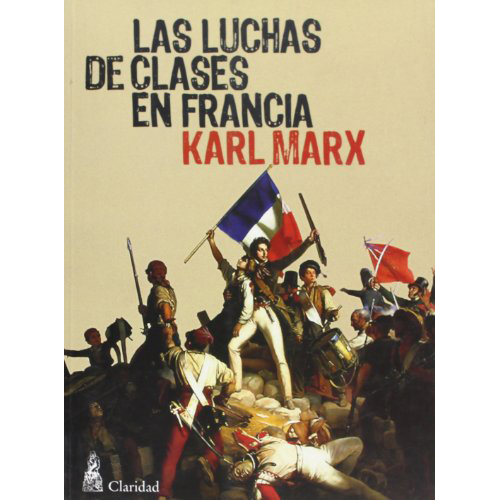 LAS LUCHAS
DE CLASES
EN FRANCIA
KARL MARX
Claridad